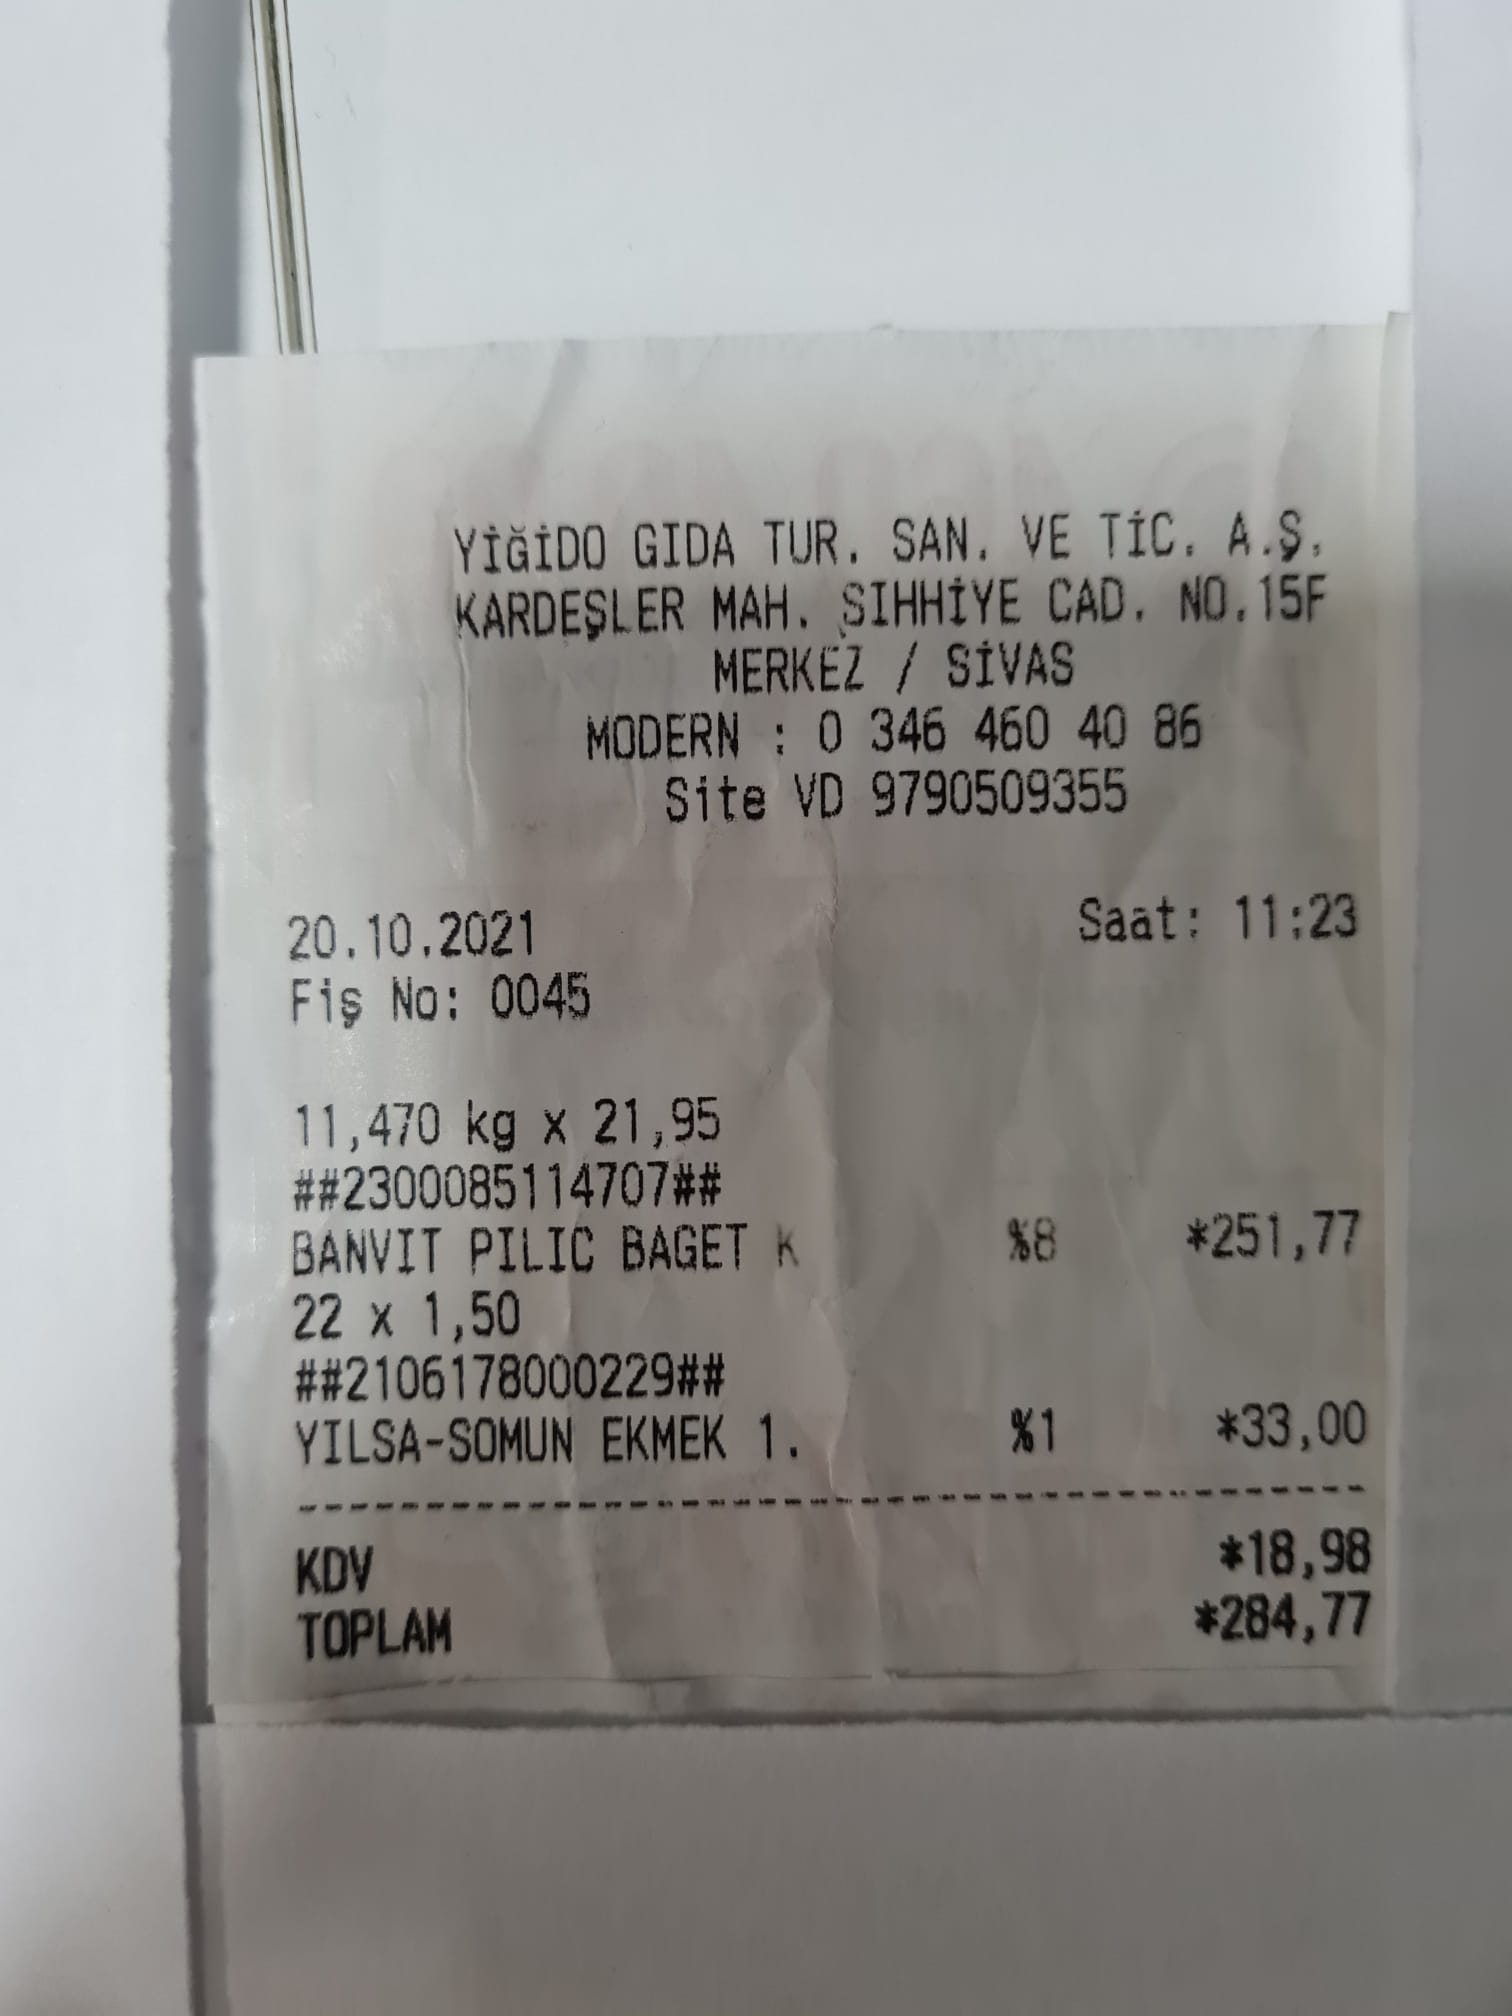 YİĞİDO GIDA TUR. SAN. VE TİC. A.Ş.
KARDEŞLER MAH. SIHHİYE CAD. NO.15F
MERKEZ / SİVAS
MODERN : 0 346 460 40 86
Site VD 9790509355
20.10.2021 Saat: 11:23
Fiş No: 0045
11,470 kg x 21,95
##2300085114707##
BANVIT PILIC BAGET K %8 *251,77
22 x 1,50
##2106178000229##
YILSA-SOMUN EKMEK 1. %1 *33,00
KDV *18,98
TOPLAM *284,77